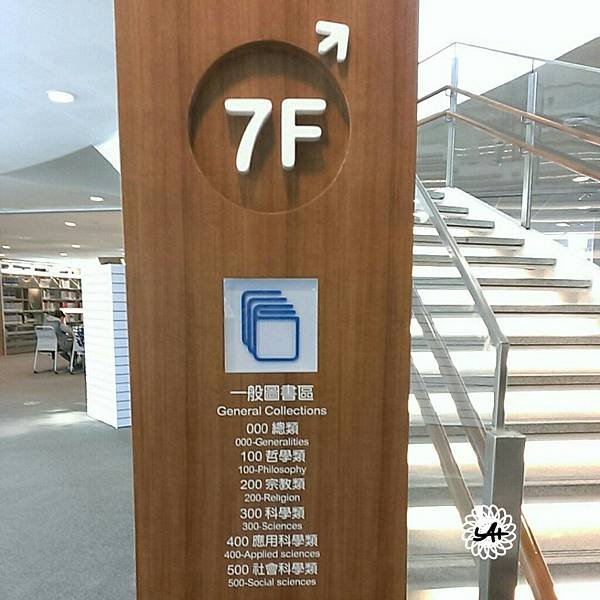 7F
一般圖書區
General Collections
000 總類
000-Generalities
100 哲學類
100-Philosophy
200 宗教類
200-Religion
300 科學類
300-Sciences
400 應用科學類
400-Applied sciences
500 社會科學類
500-Social sciences